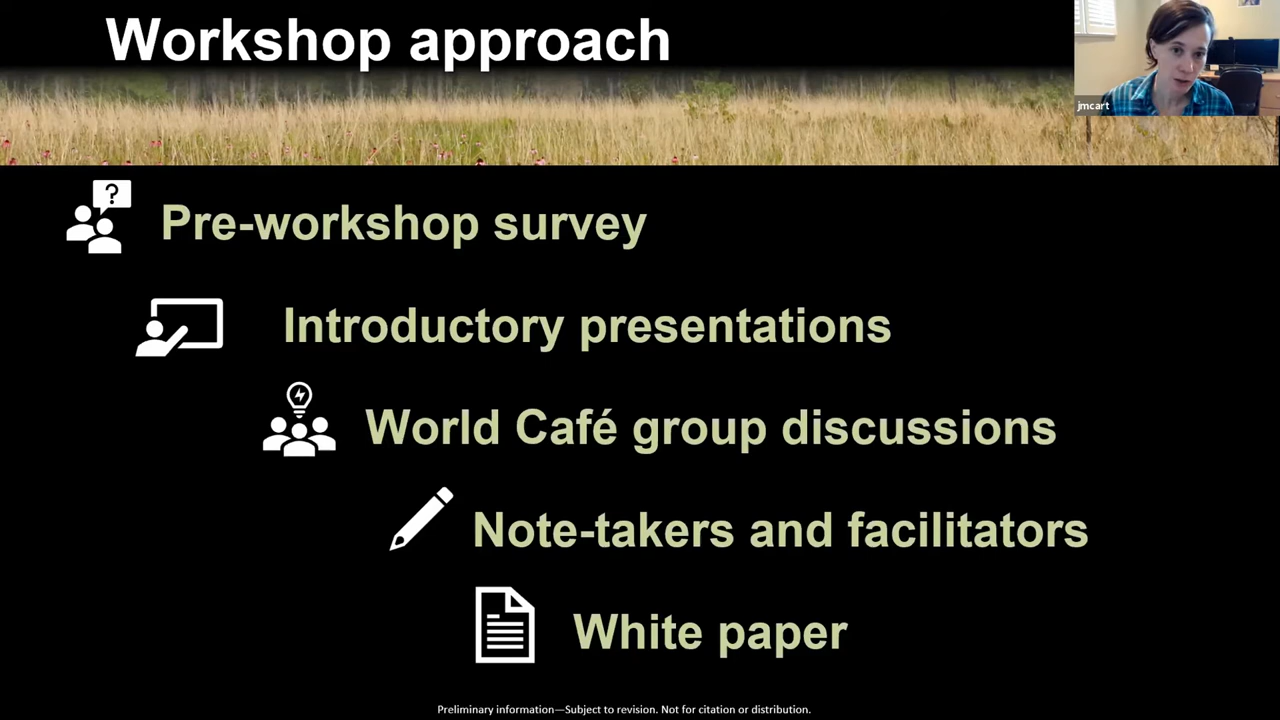 Workshop approach
jmcart
?
Pre-workshop survey
Introductory presentations
World Café group discussions
Note-takers and facilitators
White paper
Preliminary information—Subject to revision. Not for citation or distribution.